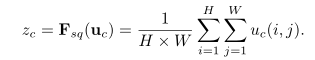 $z_c = \mathbf{F}_{sq}(\mathbf{u}_c) = \frac{1}{H \times W} \sum_{i=1}^{H} \sum_{j=1}^{W} u_c(i, j).$